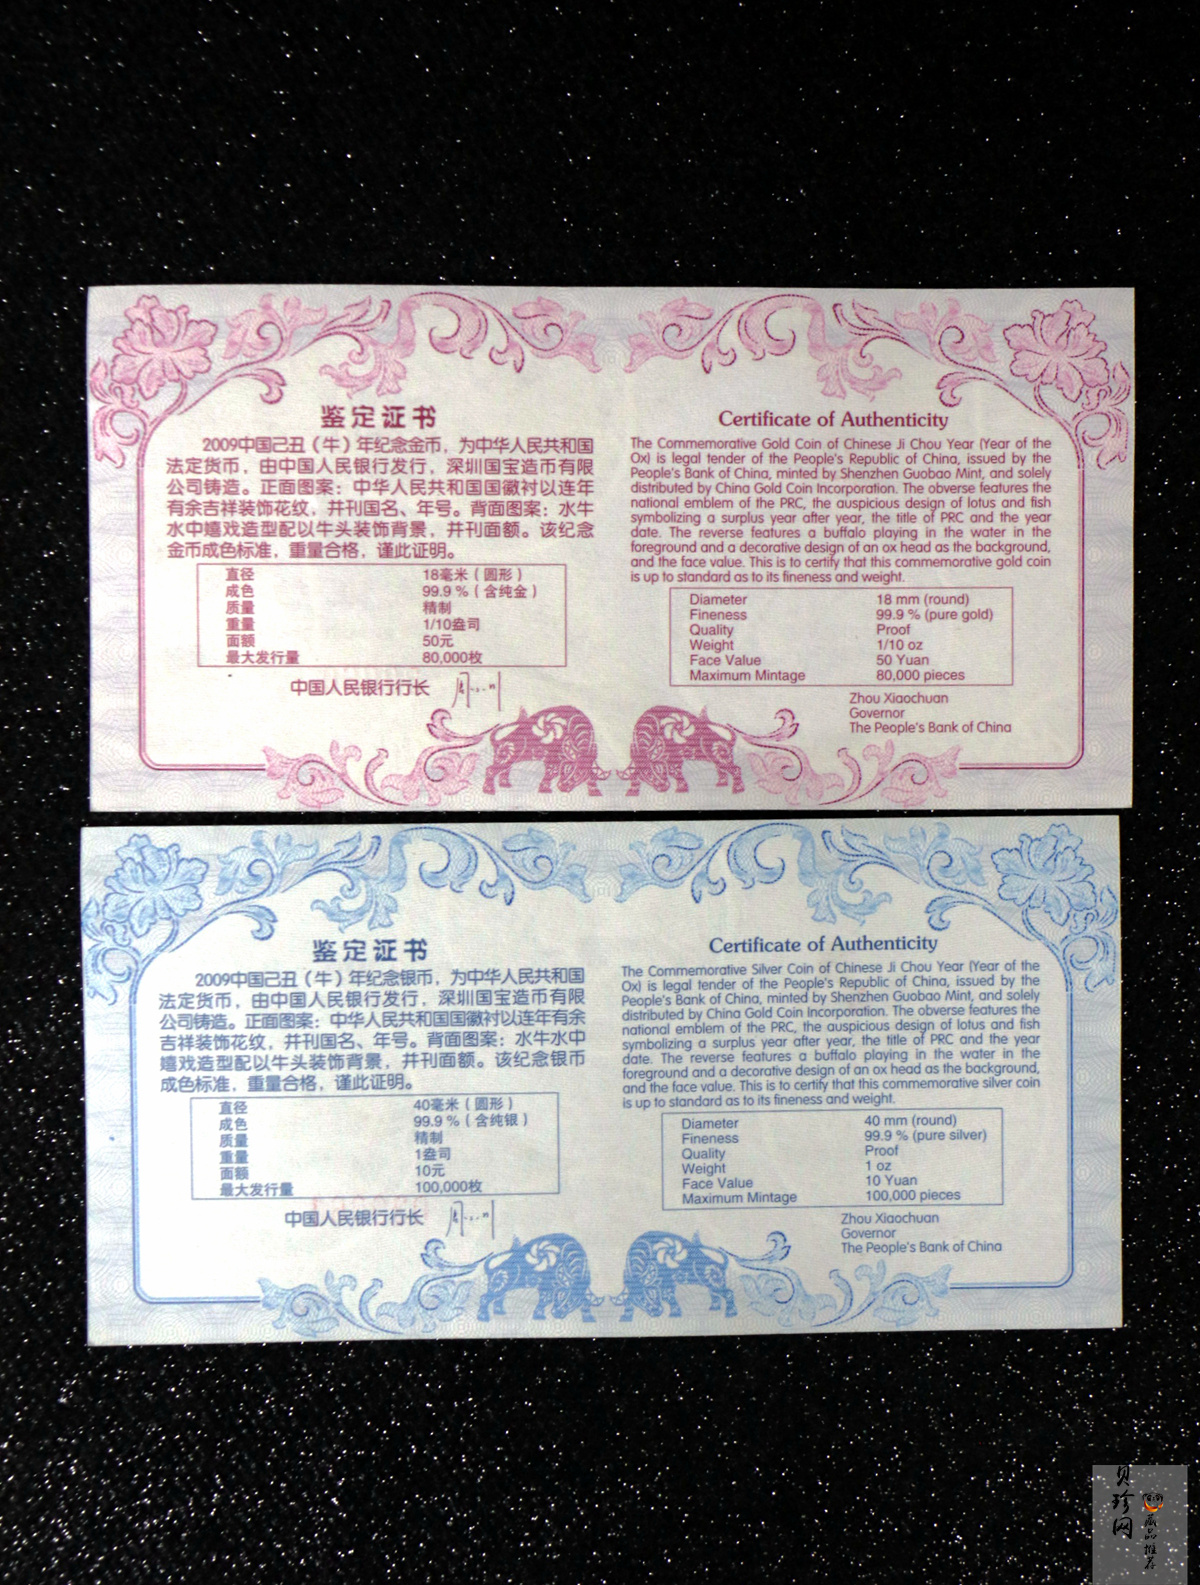 鉴定证书
2009中国己丑（牛）年纪念金币，为中华人民共和国
法定货币，由中国人民银行发行，深圳国宝造币有限
公司铸造。正面图案：中华人民共和国国徽衬以连年
有余吉祥装饰花纹，并刊国名、年号。背面图案：水牛
水中嬉戏造型配以牛头装饰背景，并刊面额。该纪念
金币成色标准，重量合格，谨此证明。
直径 18毫米（圆形）
成色 99.9 %（含纯金）
质量 精制
重量 1/10盎司
面额 50元
最大发行量 80,000枚
中国人民银行行长
Certificate of Authenticity
The Commemorative Gold Coin of Chinese Ji Chou Year (Year of the
Ox) is legal tender of the People's Republic of China, issued by the
People's Bank of China, minted by Shenzhen Guobao Mint, and solely
distributed by China Gold Coin Incorporation. The obverse features the
national emblem of the PRC, the auspicious design of lotus and fish
symbolizing a surplus year after year, the title of PRC and the year
date. The reverse features a buffalo playing in the water in the
foreground and a decorative design of an ox head as the background,
and the face value. This is to certify that this commemorative gold coin
is up to standard as to its fineness and weight.
Diameter 18 mm (round)
Fineness 99.9 % (pure gold)
Quality Proof
Weight 1/10 oz
Face Value 50 Yuan
Maximum Mintage 80,000 pieces
Zhou Xiaochuan
Governor
The People's Bank of China
鉴定证书
2009中国己丑（牛）年纪念银币，为中华人民共和国
法定货币，由中国人民银行发行，深圳国宝造币有限
公司铸造。正面图案：中华人民共和国国徽衬以连年有余
吉祥装饰花纹，并刊国名、年号。背面图案：水牛水中
嬉戏造型配以牛头装饰背景，并刊面额。该纪念银币
成色标准，重量合格，谨此证明。
直径 40毫米（圆形）
成色 99.9 %（含纯银）
质量 精制
重量 1盎司
面额 10元
最大发行量 100,000枚
中国人民银行行长
Certificate of Authenticity
The Commemorative Silver Coin of Chinese Ji Chou Year (Year of the
Ox) is legal tender of the People's Republic of China, issued by the
People's Bank of China, minted by Shenzhen Guobao Mint, and solely
distributed by China Gold Coin Incorporation. The obverse features the
national emblem of the PRC, the auspicious design of lotus and fish
symbolizing a surplus year after year, the title of PRC and the year
date. The reverse features a buffalo playing in the water in the
foreground and a decorative design of an ox head as the background,
and the face value. This is to certify that this commemorative silver coin
is up to standard as to its fineness and weight.
Diameter 40 mm (round)
Fineness 99.9 % (pure silver)
Quality Proof
Weight 1 oz
Face Value 10 Yuan
Maximum Mintage 100,000 pieces
Zhou Xiaochuan
Governor
The People's Bank of China
贝珍网
藏品推荐